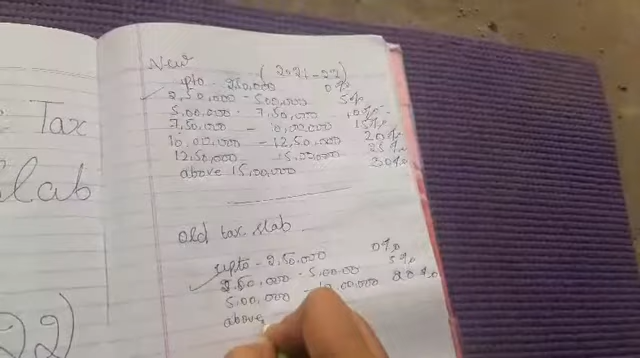 Tax
Slab
22)
New (2021-22)
upto 250,000 0%
2,50,000 - 500,000 5%
5,00,000 - 7,50,000 10%
7,50,000 - 10,00,000 15%
10,00,000 - 12,50,000 20%
12,50,000 15,00,000 25%
above 15,00,000 30%
Old tax slab
upto - 2,50,000 0%
2,50,000 - 5,00,00 5%
5,00,000 - 10,00,000 20%
above